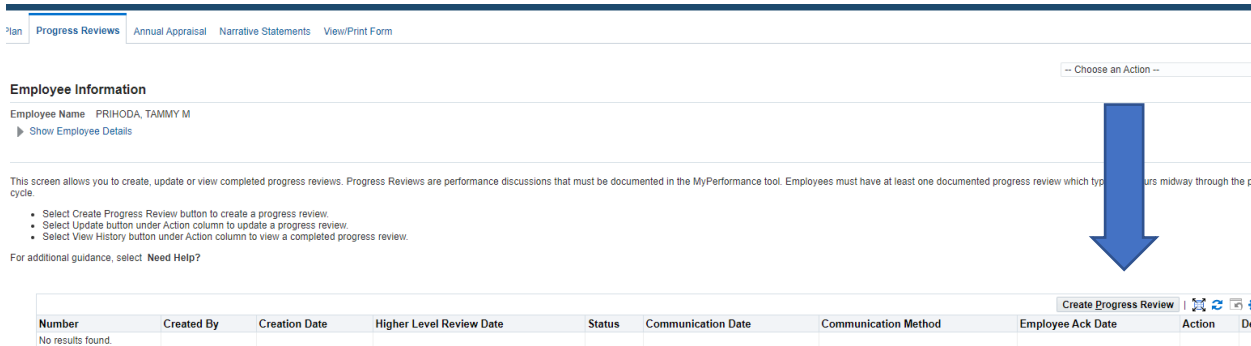 Plan Progress Reviews Annual Appraisal Narrative Statements View/Print Form
-- Choose an Action --
Employee Information
Employee Name PRIHODA, TAMMY M
Show Employee Details
This screen allows you to create, update or view completed progress reviews. Progress Reviews are performance discussions that must be documented in the MyPerformance tool. Employees must have at least one documented progress review which midway through the
cycle.
• Select Create Progress Review button to create a progress review.
• Select Update button under Action column to update a progress review.
• Select View History button under Action column to view a completed progress review.
For additional guidance, select Need Help?
Create Progress Review
Number Created By Creation Date Higher Level Review Date Status Communication Date Communication Method Employee Ack Date Action
No results found.